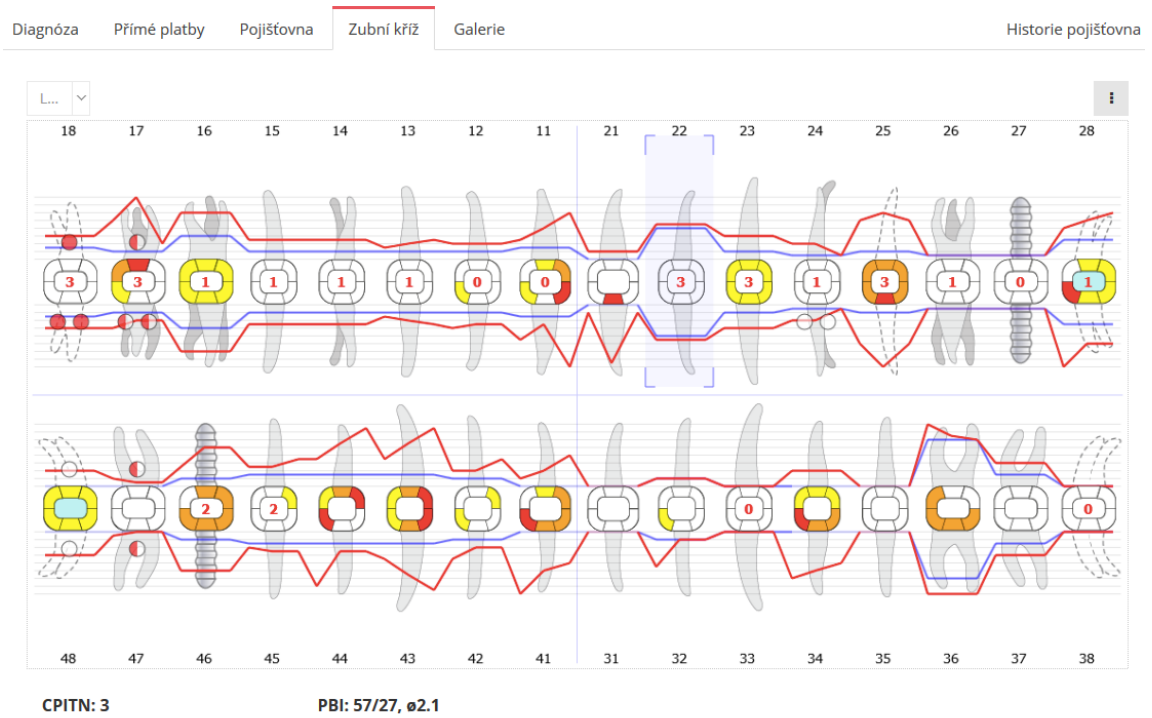 Diagnóza Přímé platby Pojišťovna Zubní kříž Galerie Historie pojišťovna
L...
18 17 16 15 14 13 12 11 21 22 23 24 25 26 27 28
3 3 1 1 1 1 0 0 3 3 1 3 1 0 1
2 2 0 0
48 47 46 45 44 43 42 41 31 32 33 34 35 36 37 38
CPITN: 3 PBI: 57/27, ø2.1